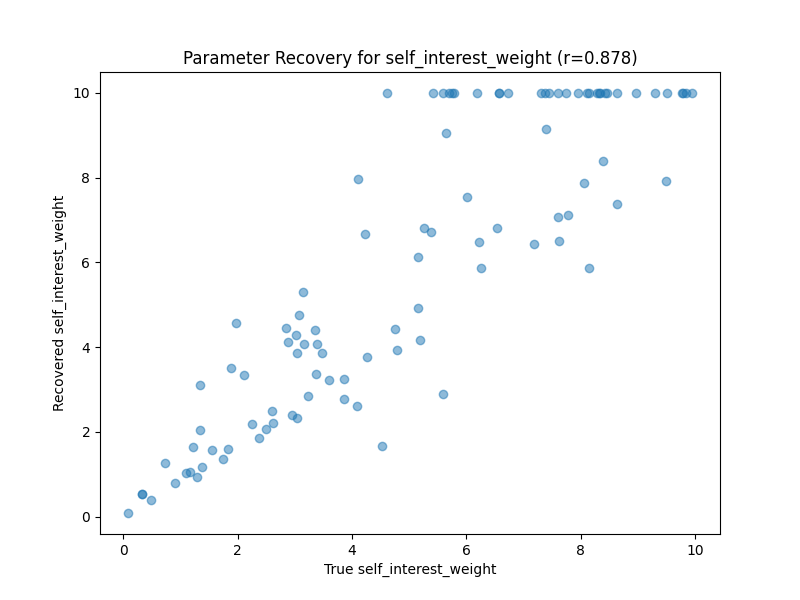 Parameter Recovery for self_interest_weight (r=0.878)
10
8
6
4
2
0
Recovered self_interest_weight
0 2 4 6 8 10
True self_interest_weight